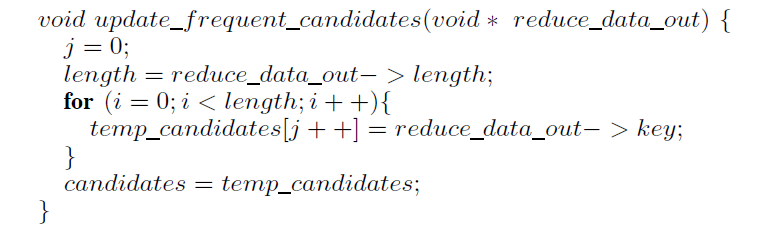 void update_frequent_candidates(void * reduce_data_out) {
j = 0;
length = reduce_data_out− > length;
for (i = 0; i < length; i + +){
temp_candidates[j + +] = reduce_data_out− > key;
}
candidates = temp_candidates;
}